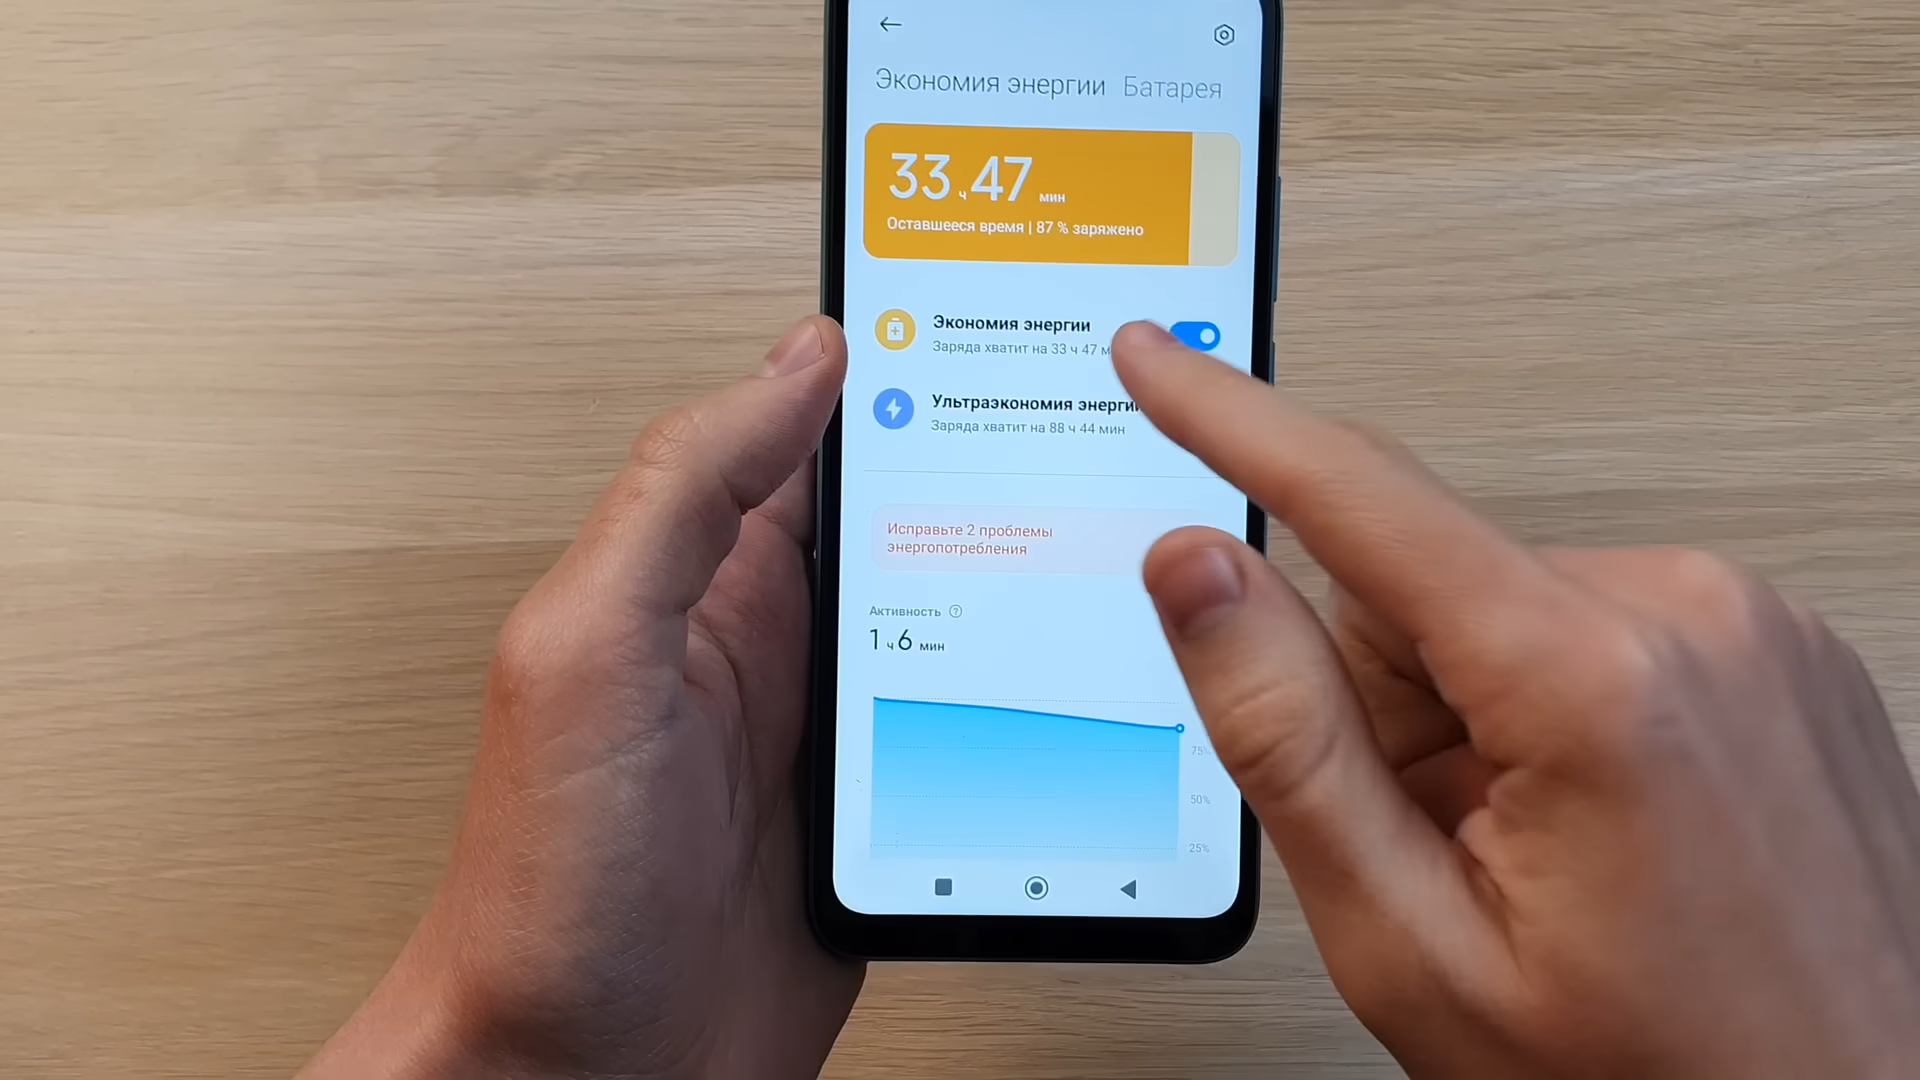 Экономия энергии Батарея
33 ч 47 мин
Оставшееся время | 87 % заряжено
Экономия энергии
Заряда хватит на 33 ч 47 м
Ультраэкономия энергии
Заряда хватит на 88 ч 44 мин
Исправьте 2 проблемы
энергопотребления
Активность ?
1 ч 6 мин
75%
50%
25%